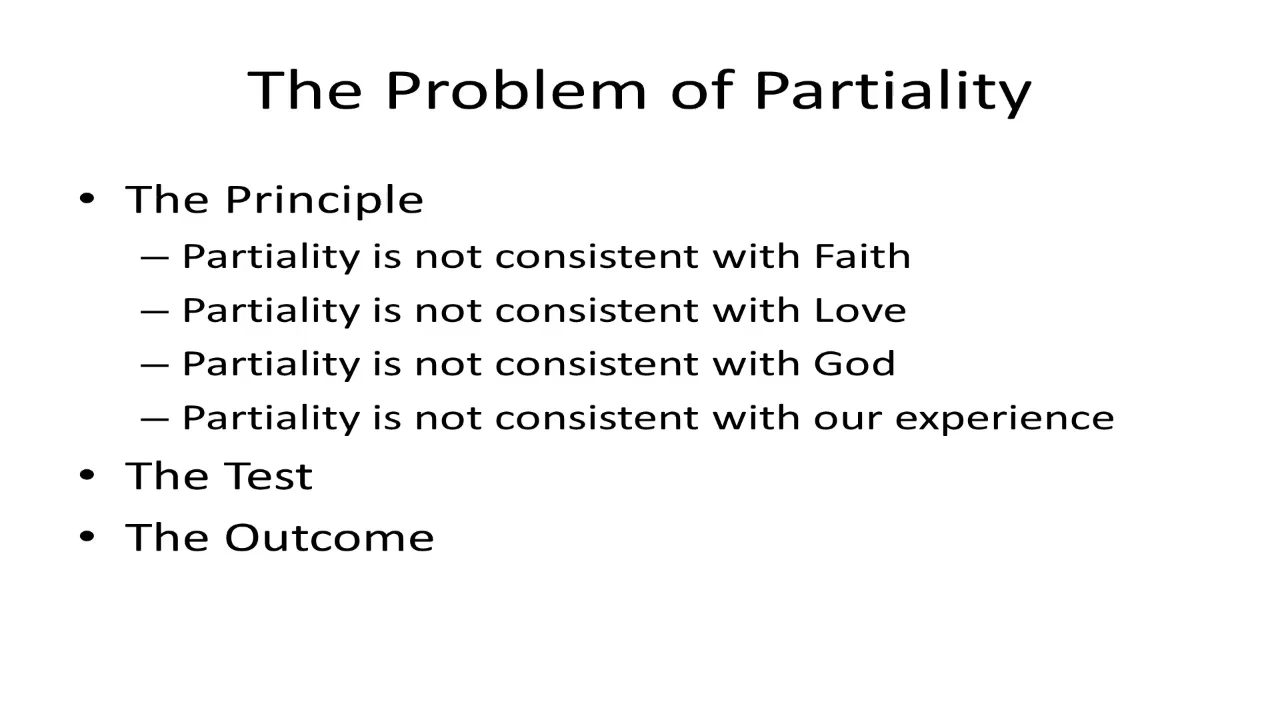 The Problem of Partiality
• The Principle
– Partiality is not consistent with Faith
– Partiality is not consistent with Love
– Partiality is not consistent with God
– Partiality is not consistent with our experience
• The Test
• The Outcome